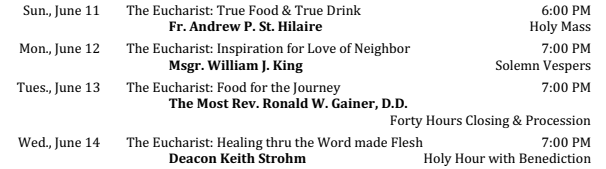 Sun., June 11 The Eucharist: True Food & True Drink 6:00 PM
Fr. Andrew P. St. Hilaire Holy Mass
Mon., June 12 The Eucharist: Inspiration for Love of Neighbor 7:00 PM
Msgr. William J. King Solemn Vespers
Tues., June 13 The Eucharist: Food for the Journey 7:00 PM
The Most Rev. Ronald W. Gainer, D.D.
Forty Hours Closing & Procession
Wed., June 14 The Eucharist: Healing thru the Word made Flesh 7:00 PM
Deacon Keith Strohm Holy Hour with Benediction